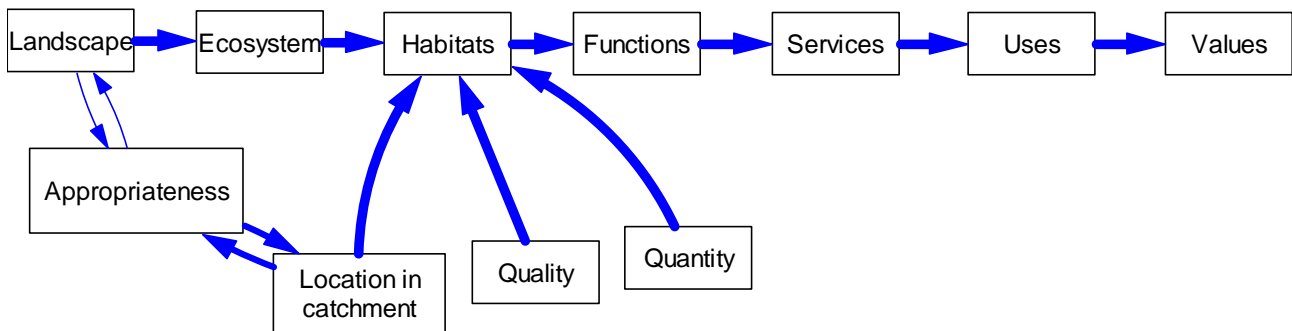 Landscape
Ecosystem
Habitats
Functions
Services
Uses
Values
Appropriateness
Location in
catchment
Quality
Quantity